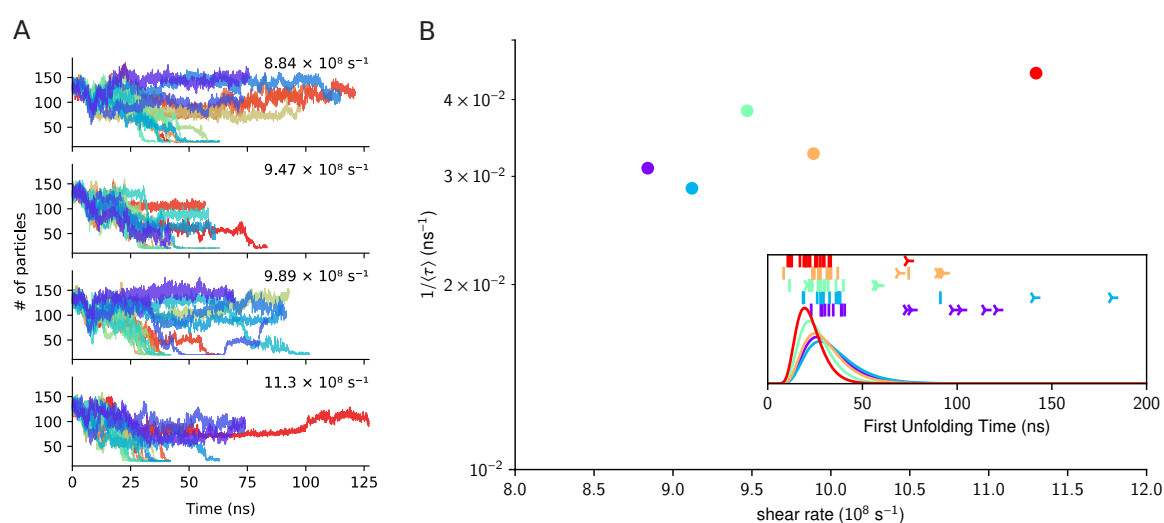 A
8.84 × 10⁸ s⁻¹
150
100
50
9.47 × 10⁸ s⁻¹
150
100
50
9.89 × 10⁸ s⁻¹
150
100
50
11.3 × 10⁸ s⁻¹
150
100
50
0 25 50 75 100 125
Time (ns)
# of particles
B
4 × 10⁻²
3 × 10⁻²
2 × 10⁻²
10⁻²
1/⟨τ⟩ (ns⁻¹)
0 50 100 150 200
First Unfolding Time (ns)
8.0 8.5 9.0 9.5 10.0 10.5 11.0 11.5 12.0
shear rate (10⁸ s⁻¹)